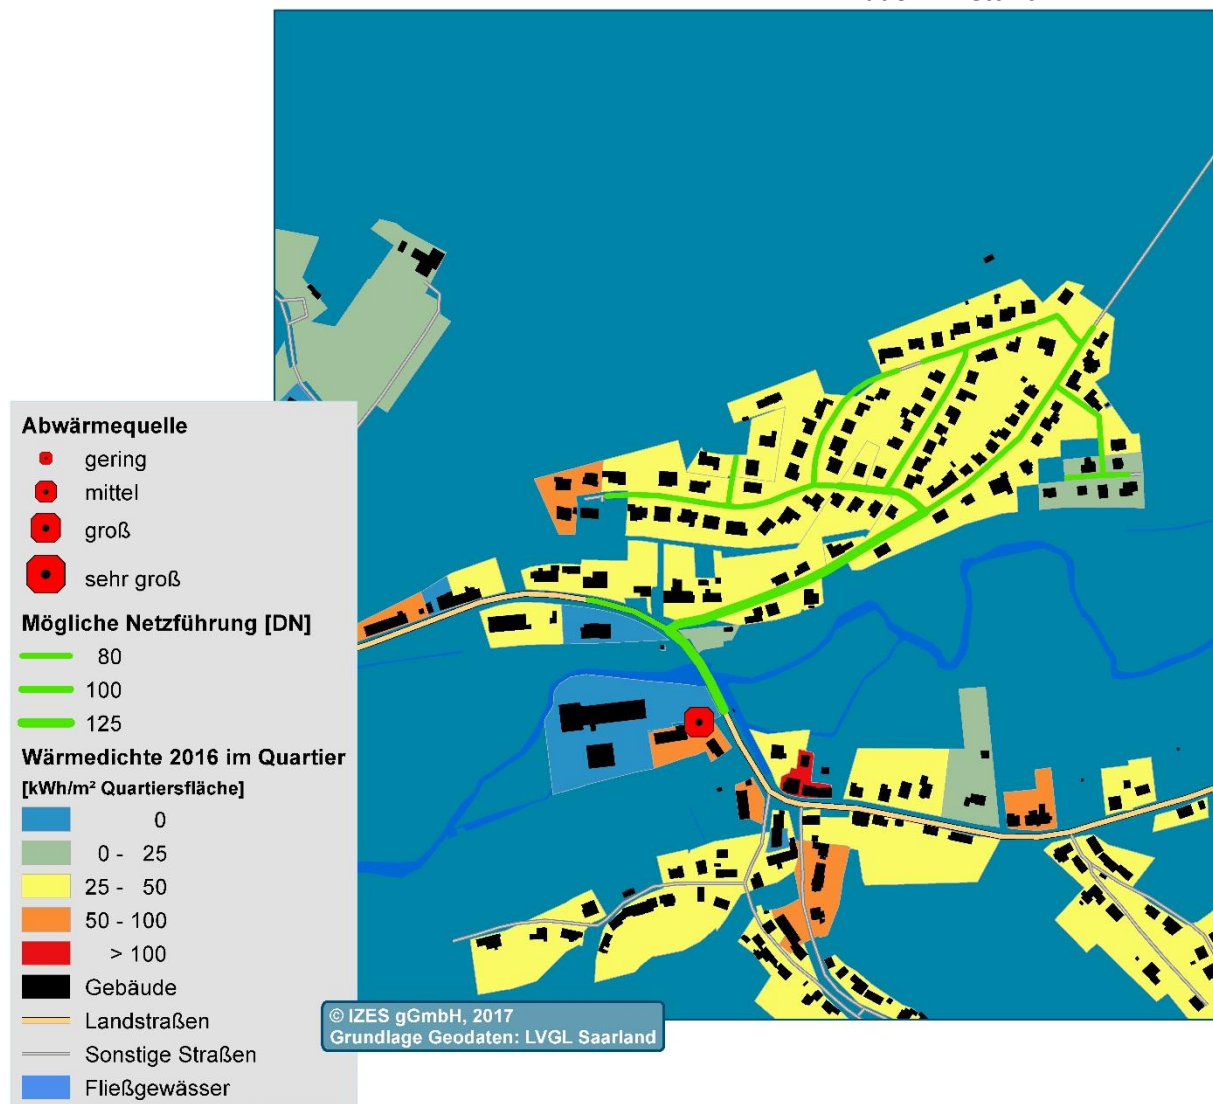 Abwärmequelle
gering
mittel
groß
sehr groß
Mögliche Netzführung [DN]
80
100
125
Wärmedichte 2016 im Quartier
[kWh/m² Quartiersfläche]
0
0 - 25
25 - 50
50 - 100
> 100
Gebäude
Landstraßen
Sonstige Straßen
Fließgewässer
© IZES gGmbH, 2017
Grundlage Geodaten: LVGL Saarland